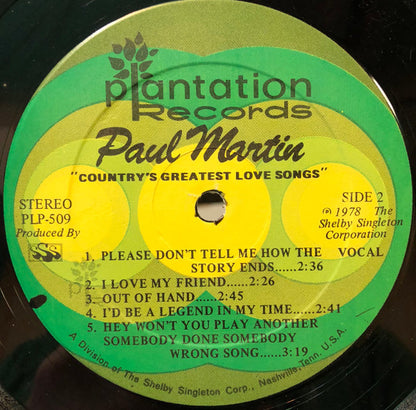 plantation
Records
Paul Martin
"COUNTRY'S GREATEST LOVE SONGS"
STEREO
PLP-509
Produced By
SSS
SIDE 2
℗ 1978 The
Shelby Singleton
Corporation
VOCAL
1. PLEASE DON'T TELL ME HOW THE
STORY ENDS......2:36
2. I LOVE MY FRIEND.....2:26
3. OUT OF HAND.....2:45
4. I'D BE A LEGEND IN MY TIME.....2:41
5. HEY WON'T YOU PLAY ANOTHER
SOMEBODY DONE SOMEBODY
WRONG SONG.....3:19
A Division of The Shelby Singleton Corp., Nashville, Tenn. U.S.A.